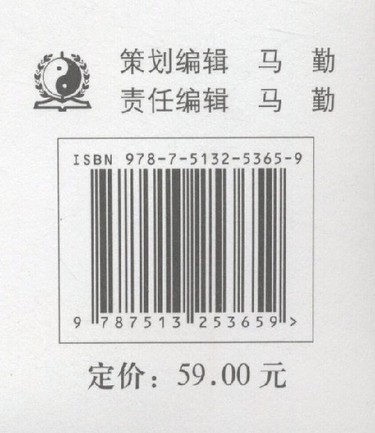 策划编辑 马 勤
责任编辑 马 勤
ISBN 978-7-5132-5365-9
9 787513 253659 >
定价：59.00 元